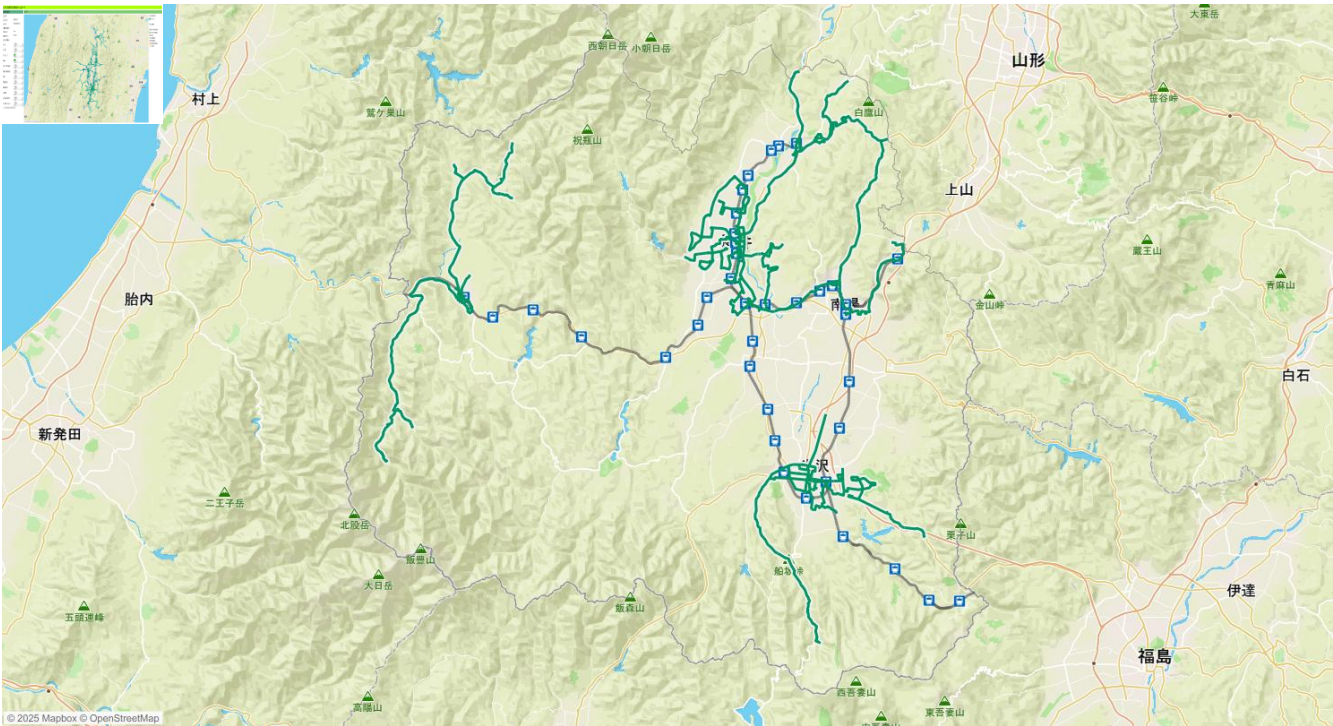 大東岳
西朝日岳
小朝日岳
山形
村上
鷲ケ巣山
白鷹山
笹谷峠
祝瓶山
上山
蔵王山
青麻山
胎内
金山峠
白石
新発田
二王子岳
北股岳
栗子山
飯豊山
大日岳
伊達
五頭連峰
飯森山
福島
西吾妻山
高陽山
東吾妻山
© 2025 Mapbox © OpenStreetMap